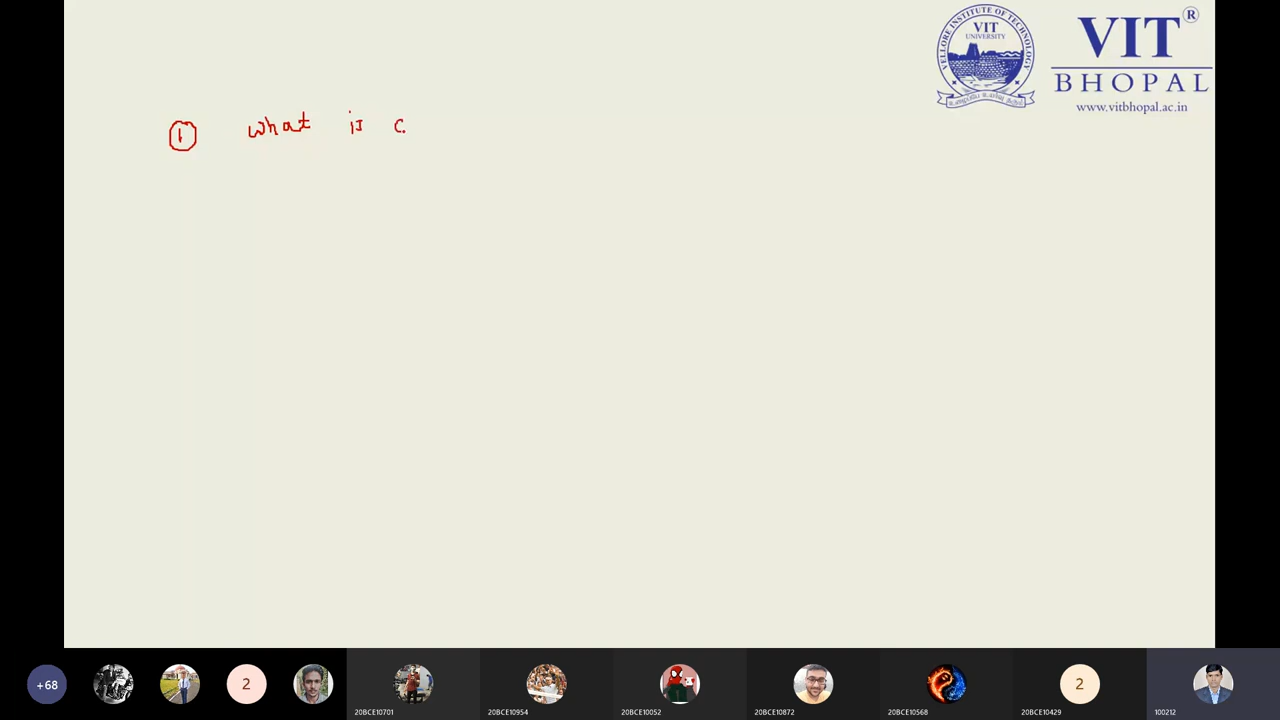 VELLORE INSTITUTE OF TECHNOLOGY
VIT
UNIVERSITY
VIT®
BHOPAL
www.vitbhopal.ac.in
1 what is c.
+68
2
20BCE10701
20BCE10954
20BCE10052
20BCE10872
20BCE10568
2
20BCE10429
100212